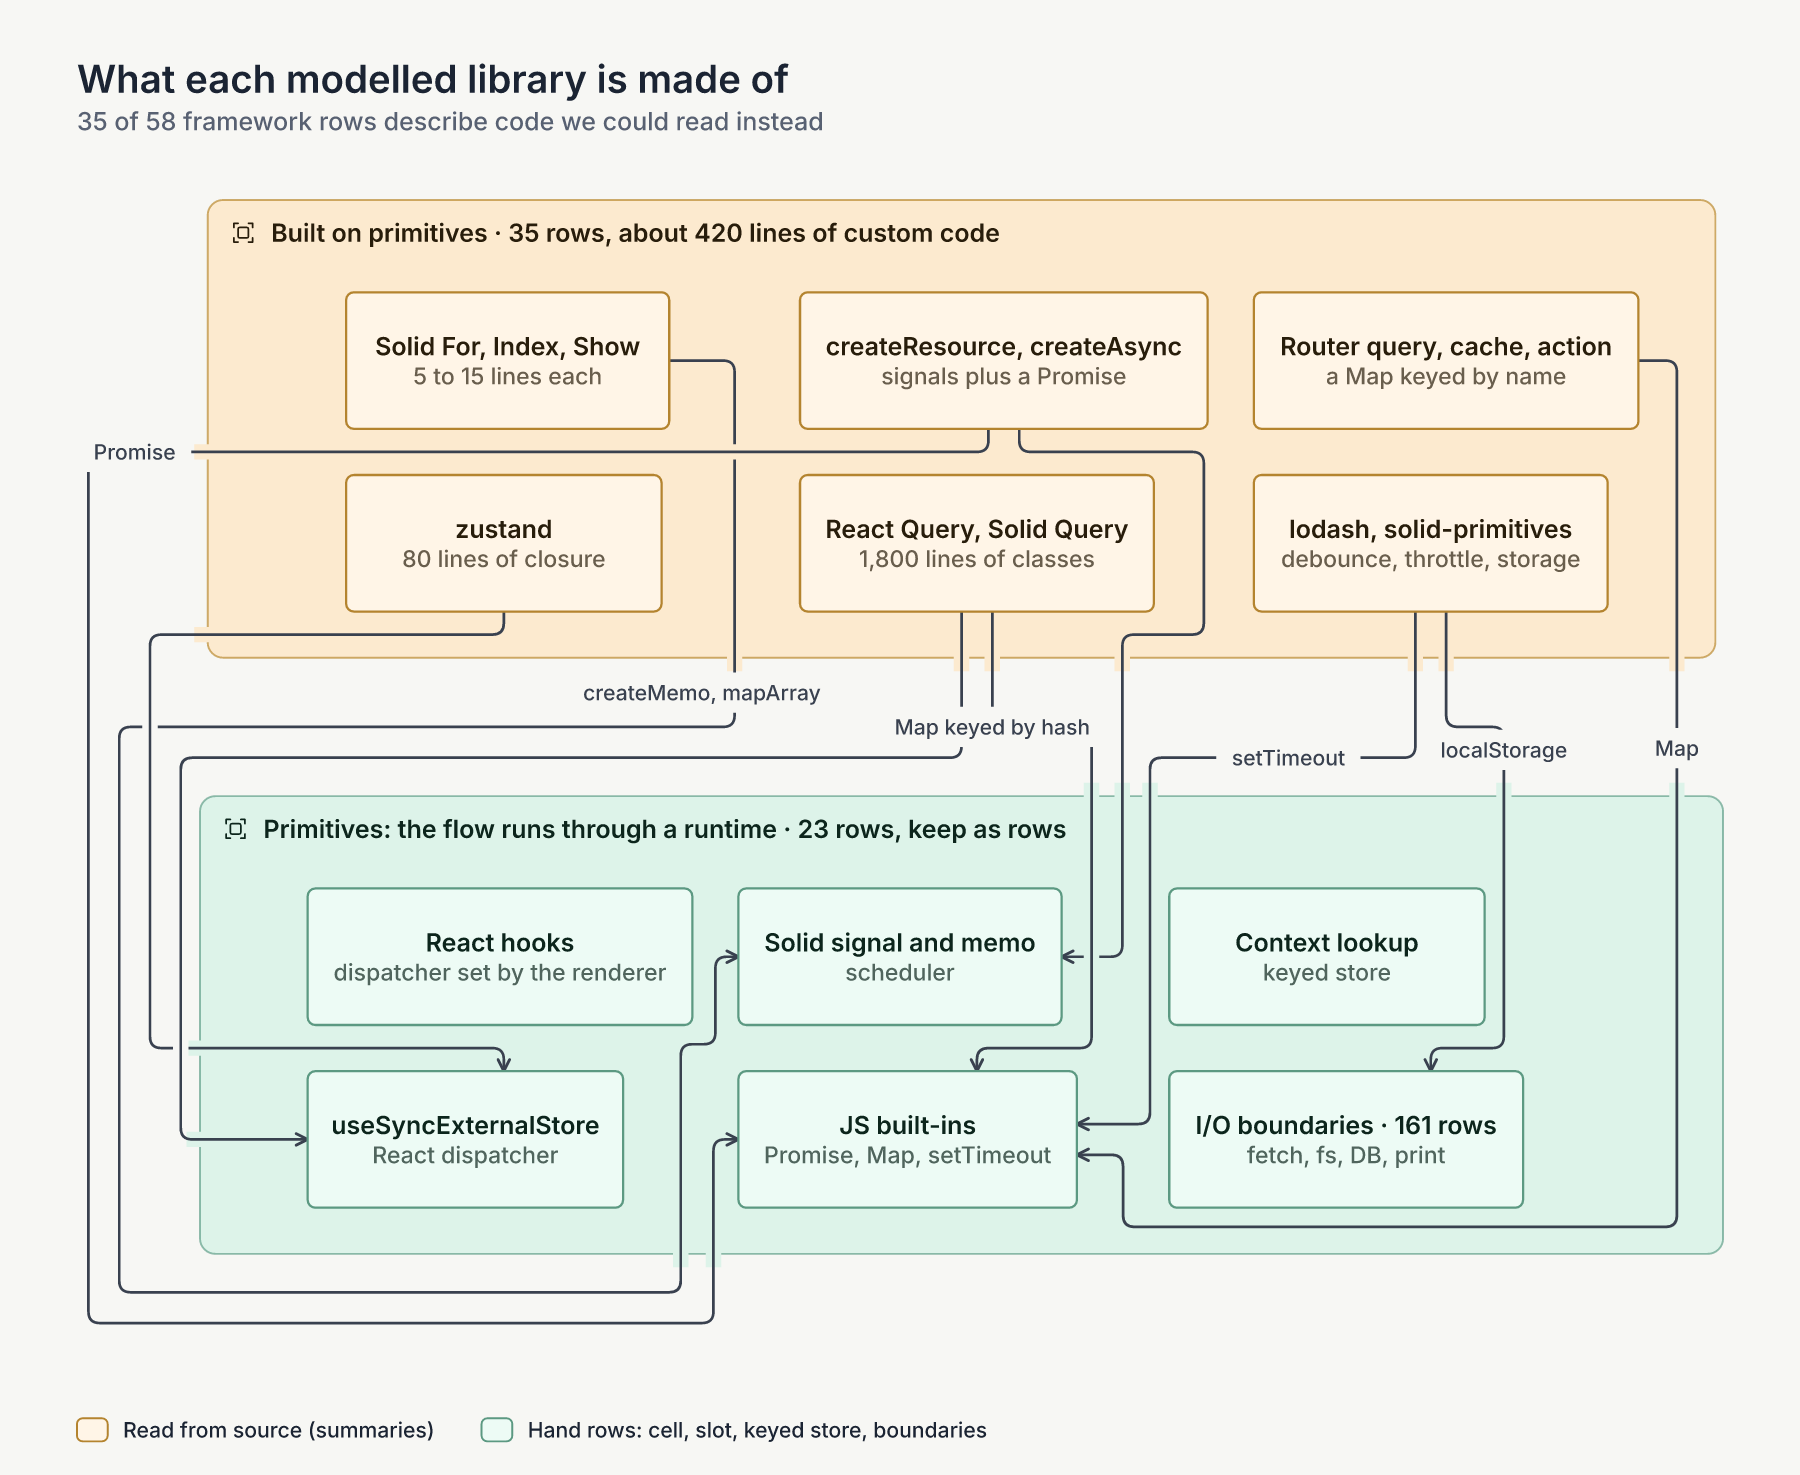 What each modelled library is made of
35 of 58 framework rows describe code we could read instead
Built on primitives · 35 rows, about 420 lines of custom code
Solid For, Index, Show
5 to 15 lines each
createResource, createAsync
signals plus a Promise
Router query, cache, action
a Map keyed by name
Promise
zustand
80 lines of closure
React Query, Solid Query
1,800 lines of classes
lodash, solid-primitives
debounce, throttle, storage
createMemo, mapArray
Map keyed by hash
setTimeout
localStorage
Map
Primitives: the flow runs through a runtime · 23 rows, keep as rows
React hooks
dispatcher set by the renderer
Solid signal and memo
scheduler
Context lookup
keyed store
useSyncExternalStore
React dispatcher
JS built-ins
Promise, Map, setTimeout
I/O boundaries · 161 rows
fetch, fs, DB, print
Read from source (summaries)
Hand rows: cell, slot, keyed store, boundaries